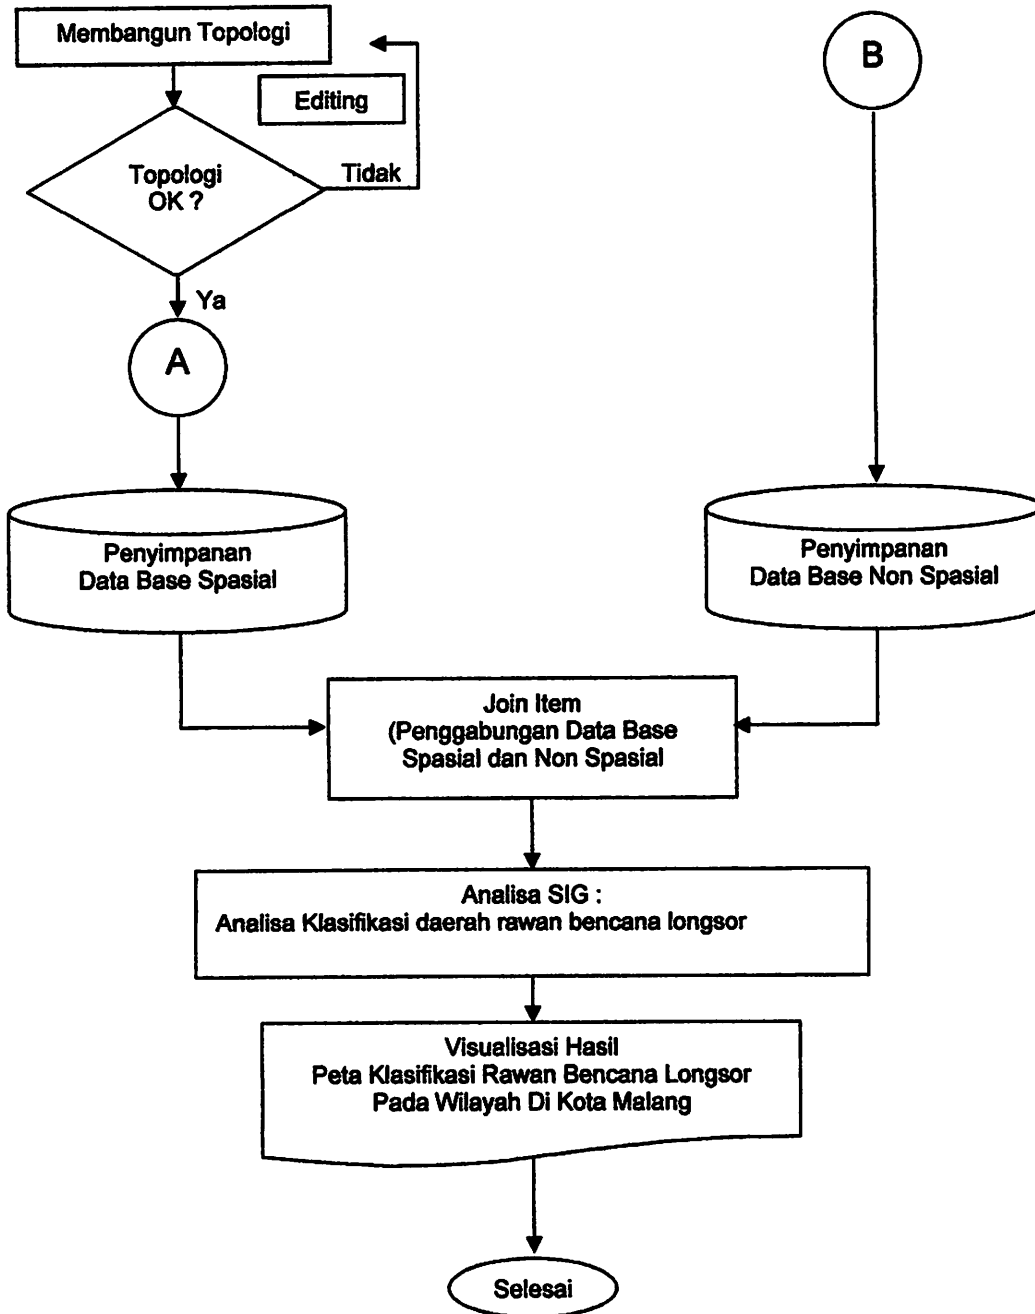 Membangun Topologi
B
Editing
Topologi
OK ?
Tidak
Ya
A
Penyimpanan
Data Base Spasial
Penyimpanan
Data Base Non Spasial
Join Item
(Penggabungan Data Base
Spasial dan Non Spasial
Analisa SIG :
Analisa Klasifikasi daerah rawan bencana longsor
Visualisasi Hasil
Peta Klasifikasi Rawan Bencana Longsor
Pada Wilayah Di Kota Malang
Selesai